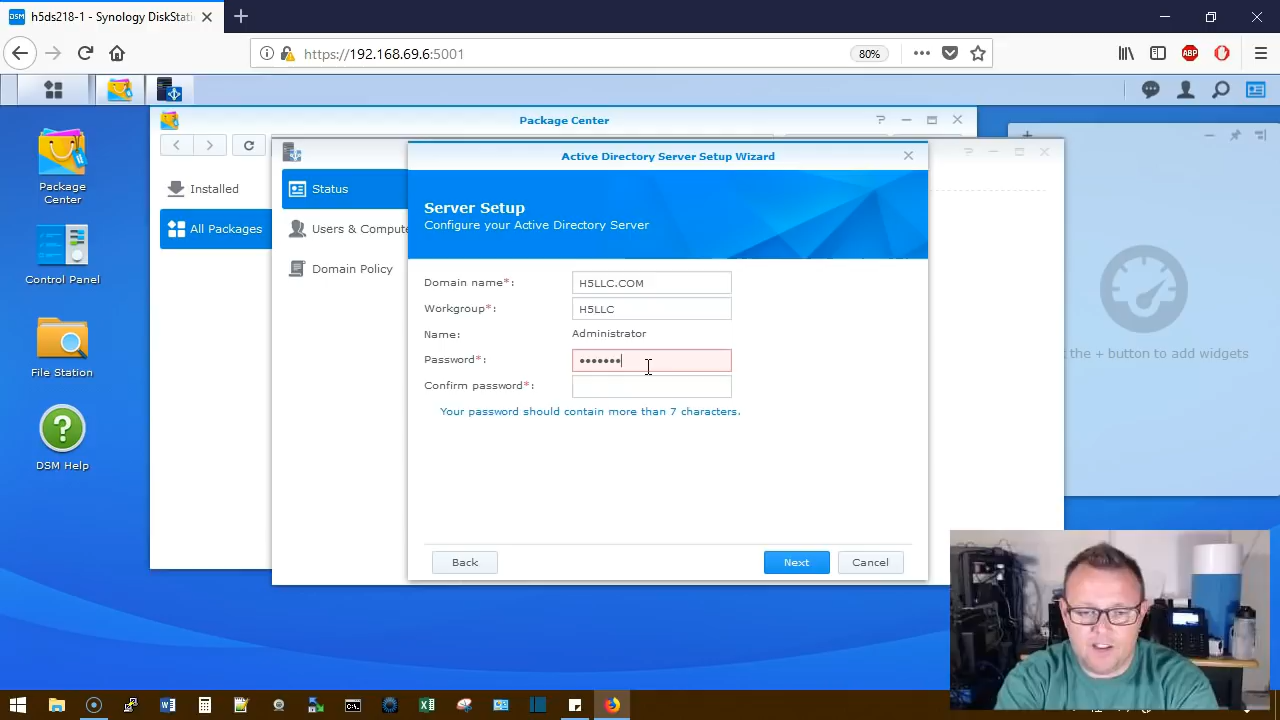 h5ds218-1 - Synology DiskStati
https://192.168.69.6:5001
80%
ABP
Package Center
Active Directory Server Setup Wizard
Package
Center
Control Panel
File Station
DSM Help
Installed
All Packages
Status
Users & Compute
Domain Policy
Server Setup
Configure your Active Directory Server
Domain name*: H5LLC.COM
Workgroup*: H5LLC
Name: Administrator
Password*: •••••••
Confirm password*:
Your password should contain more than 7 characters.
Back
Next
Cancel
the + button to add widgets